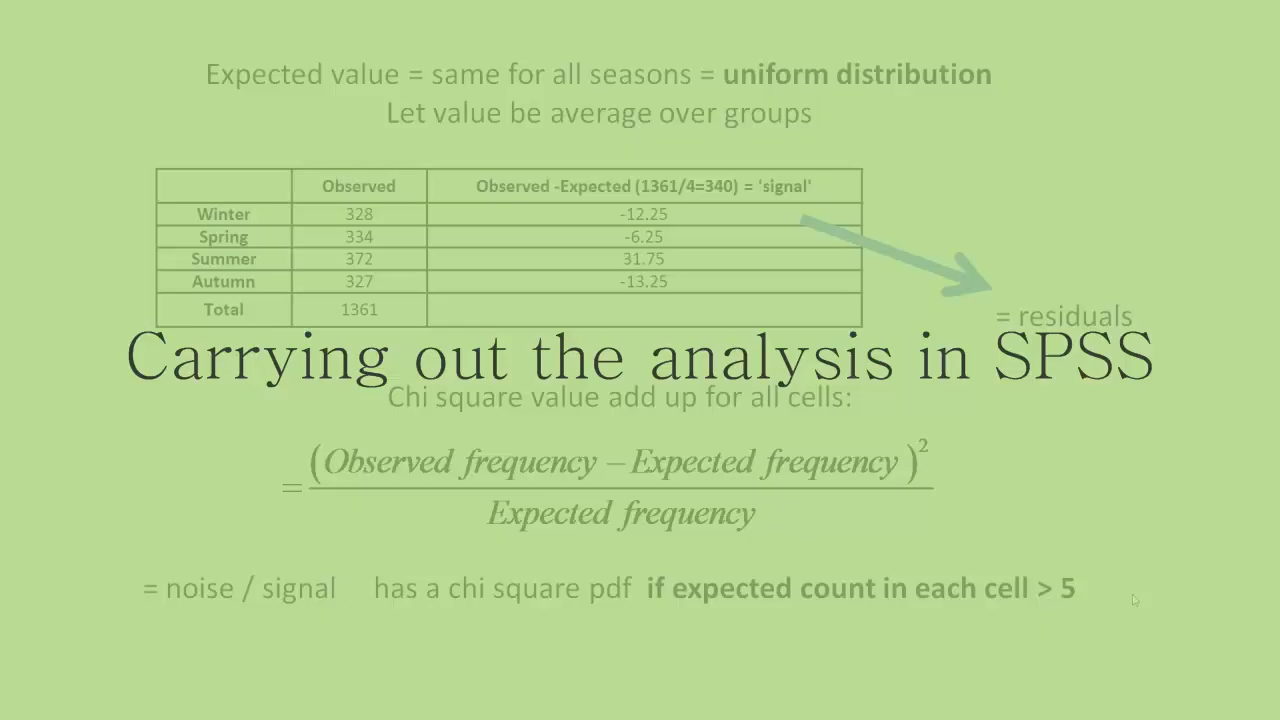 Expected value = same for all seasons = uniform distribution
Let value be average over groups
Observed Observed -Expected (1361/4=340) = 'signal'
Winter 328 -12.25
Spring 334 -6.25
Summer 372 31.75
Autumn 327 -13.25
Total 1361
= residuals
Carrying out the analysis in SPSS
Chi square value add up for all cells:
= (Observed frequency – Expected frequency)²
Expected frequency
= noise / signal has a chi square pdf if expected count in each cell > 5